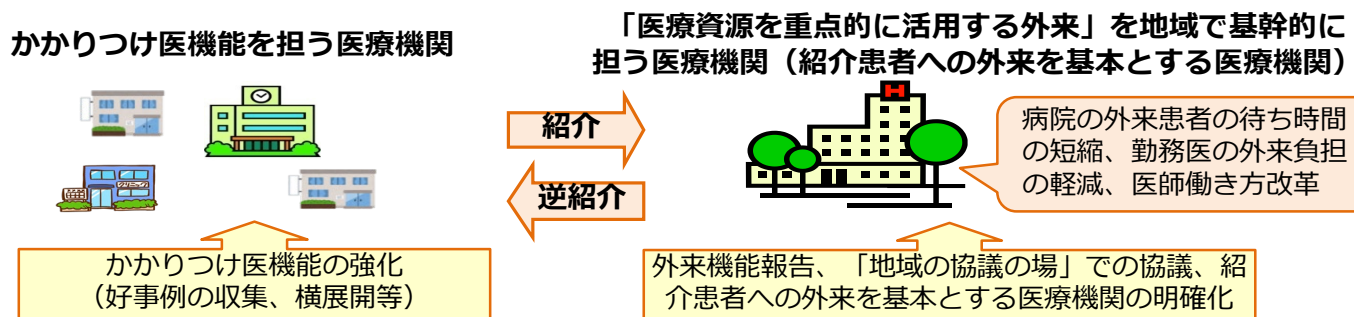 かかりつけ医機能を担う医療機関
「医療資源を重点的に活用する外来」を地域で基幹的に
担う医療機関（紹介患者への外来を基本とする医療機関）
H
紹介
逆紹介
病院の外来患者の待ち時間
の短縮、勤務医の外来負担
の軽減、医師働き方改革
かかりつけ医機能の強化
（好事例の収集、横展開等）
外来機能報告、「地域の協議の場」での協議、紹
介患者への外来を基本とする医療機関の明確化